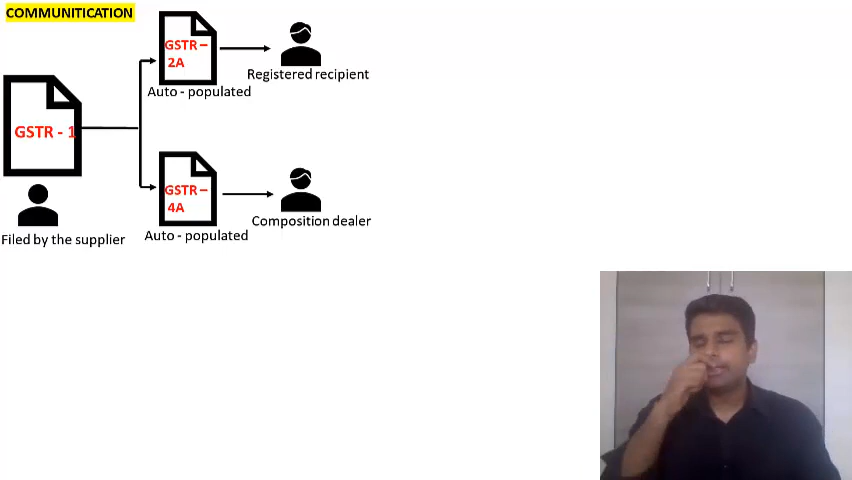 COMMUNITICATION
GSTR –
2A
Registered recipient
Auto - populated
GSTR - 1
GSTR –
4A
Composition dealer
Filed by the supplier
Auto - populated